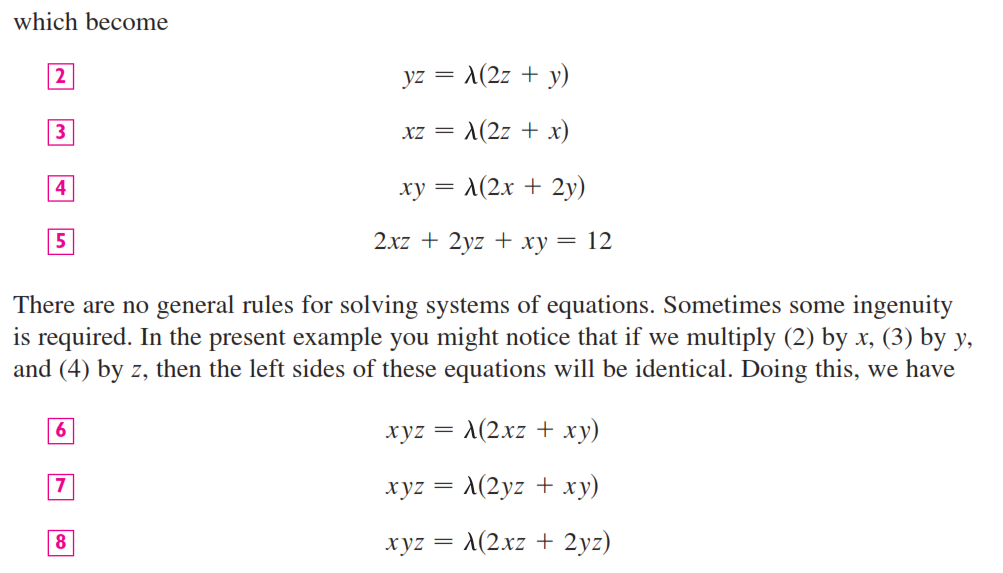 which become
2 yz = λ(2z + y)
3 xz = λ(2z + x)
4 xy = λ(2x + 2y)
5 2xz + 2yz + xy = 12
There are no general rules for solving systems of equations. Sometimes some ingenuity
is required. In the present example you might notice that if we multiply (2) by x, (3) by y,
and (4) by z, then the left sides of these equations will be identical. Doing this, we have
6 xyz = λ(2xz + xy)
7 xyz = λ(2yz + xy)
8 xyz = λ(2xz + 2yz)